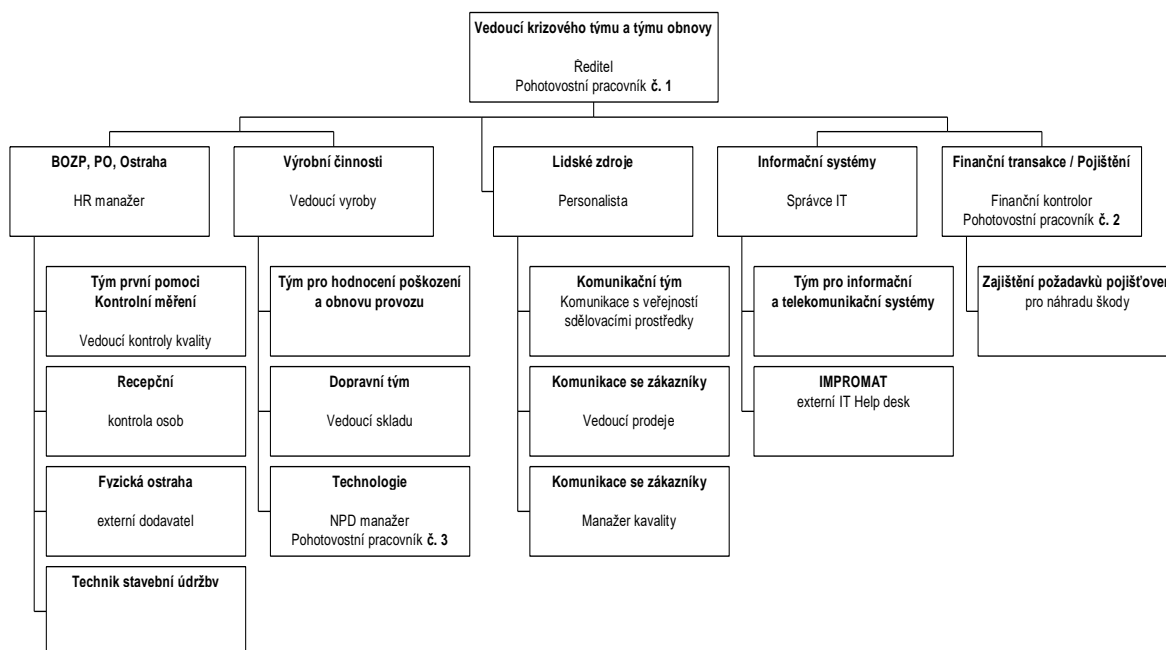 Vedoucí krizového týmu a týmu obnovy
Ředitel
Pohotovostní pracovník č. 1
BOZP, PO, Ostraha
HR manažer
Výrobní činnosti
Vedoucí vyroby
Lidské zdroje
Personalista
Informační systémy
Správce IT
Finanční transakce / Pojištění
Finanční kontrolor
Pohotovostní pracovník č. 2
Tým první pomoci
Kontrolní měření
Vedoucí kontroly kvality
Tým pro hodnocení poškození
a obnovu provozu
Komunikační tým
Komunikace s veřejností
sdělovacími prostředky
Tým pro informační
a telekomunikační systémy
Zajištění požadavků pojišťoven
pro náhradu škody
Recepční
kontrola osob
Dopravní tým
Vedoucí skladu
Komunikace se zákazníky
Vedoucí prodeje
IMPROMAT
externí IT Help desk
Fyzická ostraha
externí dodavatel
Technologie
NPD manažer
Pohotovostní pracovník č. 3
Komunikace se zákazníky
Manažer kavality
Technik stavební údržby